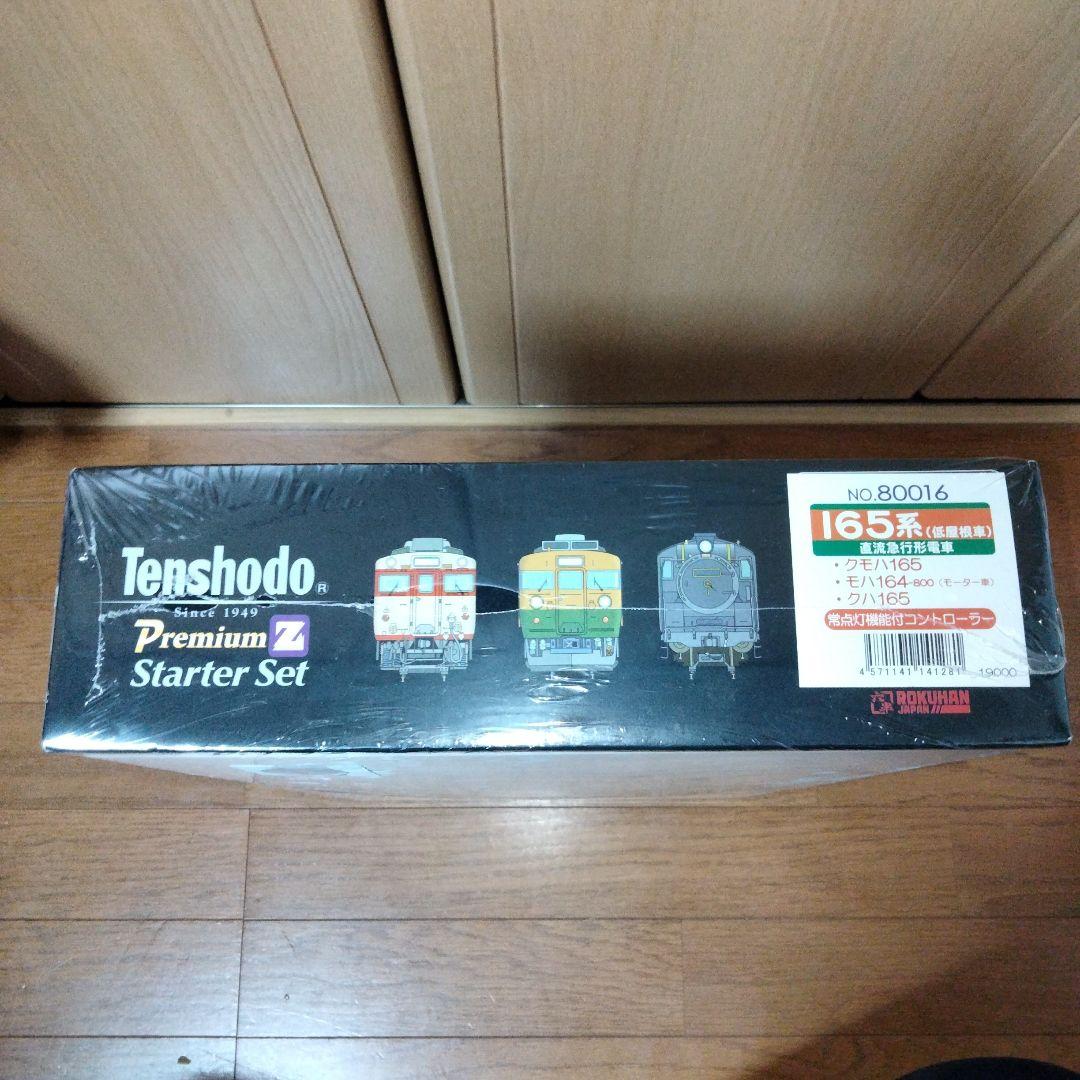 Tenshodo®
Since 1949
Premium Z
Starter Set
NO.80016
165系(低屋根車)
直流急行形電車
・クモハ165
・モハ164-800(モーター車)
・クハ165
常点灯機能付コントローラー
4 571141 141281
19000
ROKUHAN
JAPAN